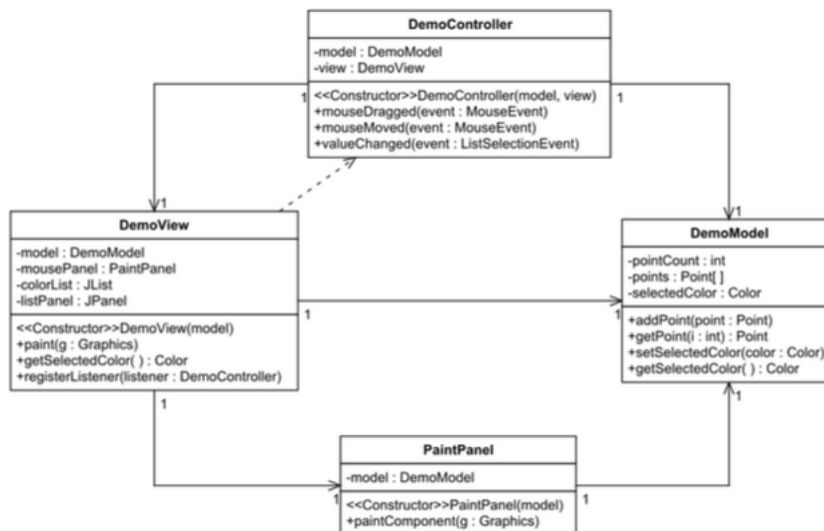 DemoController
-model : DemoModel
-view : DemoView
<<Constructor>>DemoController(model, view)
+mouseDragged(event : MouseEvent)
+mouseMoved(event : MouseEvent)
+valueChanged(event : ListSelectionEvent)
1
1
1
1
DemoView
-model : DemoModel
-mousePanel : PaintPanel
-colorList : JList
-listPanel : JPanel
<<Constructor>>DemoView(model)
+paint(g : Graphics)
+getSelectedColor( ) : Color
+registerListener(listener : DemoController)
1
1
DemoModel
-pointCount : int
-points : Point[ ]
-selectedColor : Color
+addPoint(point : Point)
+getPoint(i : int) : Point
+setSelectedColor(color : Color)
+getSelectedColor( ) : Color
1
1
PaintPanel
-model : DemoModel
<<Constructor>>PaintPanel(model)
+paintComponent(g : Graphics)
1
1